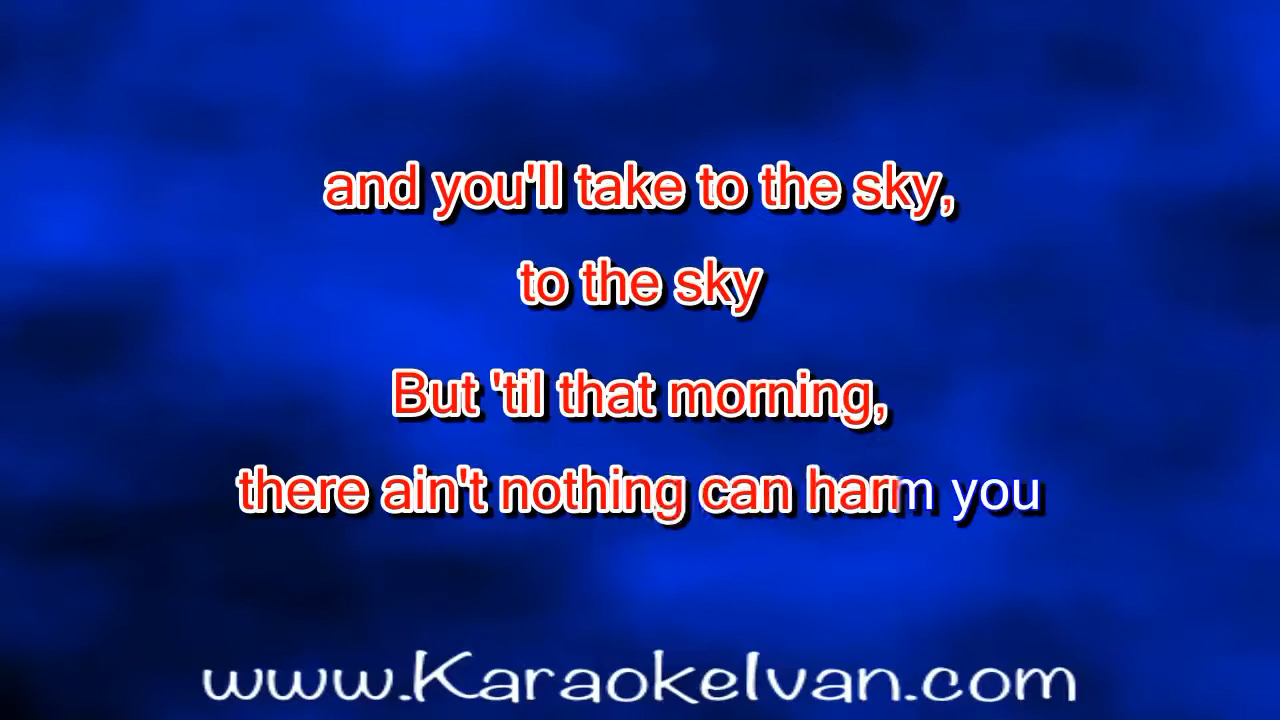 and you'll take to the sky,
to the sky
But 'til that morning,
there ain't nothing can harm you
www.KaraokeIvan.com